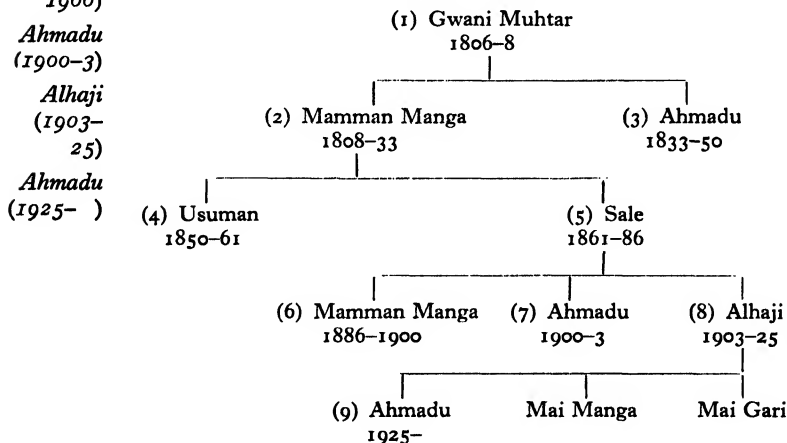 1900)
Ahmadu
(1900-3)
Alhaji
(1903-
25)
Ahmadu
(1925- )
(1) Gwani Muhtar
1806-8
(2) Mamman Manga
1808-33
(3) Ahmadu
1833-50
(4) Usuman
1850-61
(5) Sale
1861-86
(6) Mamman Manga
1886-1900
(7) Ahmadu
1900-3
(8) Alhaji
1903-25
(9) Ahmadu
1925-
Mai Manga
Mai Gari